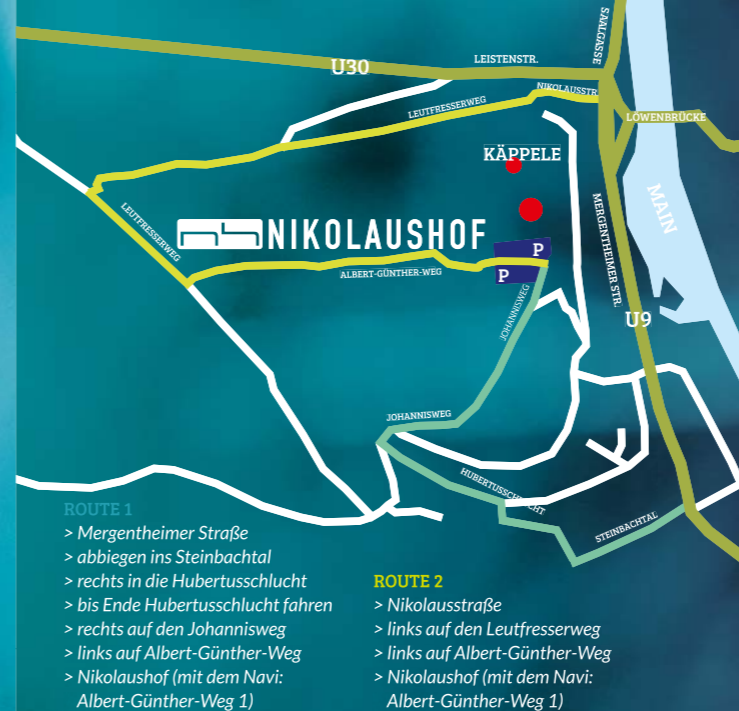 SAALGASSE
LEISTENSTR.
U30
NIKOLAUSSTR.
LEUTFRESSERWEG
LÖWENBRÜCKE
KÄPPELE
MAIN
MERGENTHEIMER STR.
LEUTFRESSERWEG
NIKOLAUSHOF
P
P
ALBERT-GÜNTHER-WEG
JOHANNISWEG
U9
JOHANNISWEG
HUBERTUSSCHLUCHT
STEINBACHTAL
ROUTE 1
> Mergentheimer Straße
> abbiegen ins Steinbachtal
> rechts in die Hubertusschlucht
> bis Ende Hubertusschlucht fahren
> rechts auf den Johannisweg
> links auf Albert-Günther-Weg
> Nikolaushof (mit dem Navi:
Albert-Günther-Weg 1)
ROUTE 2
> Nikolausstraße
> links auf den Leutfresserweg
> links auf Albert-Günther-Weg
> Nikolaushof (mit dem Navi:
Albert-Günther-Weg 1)